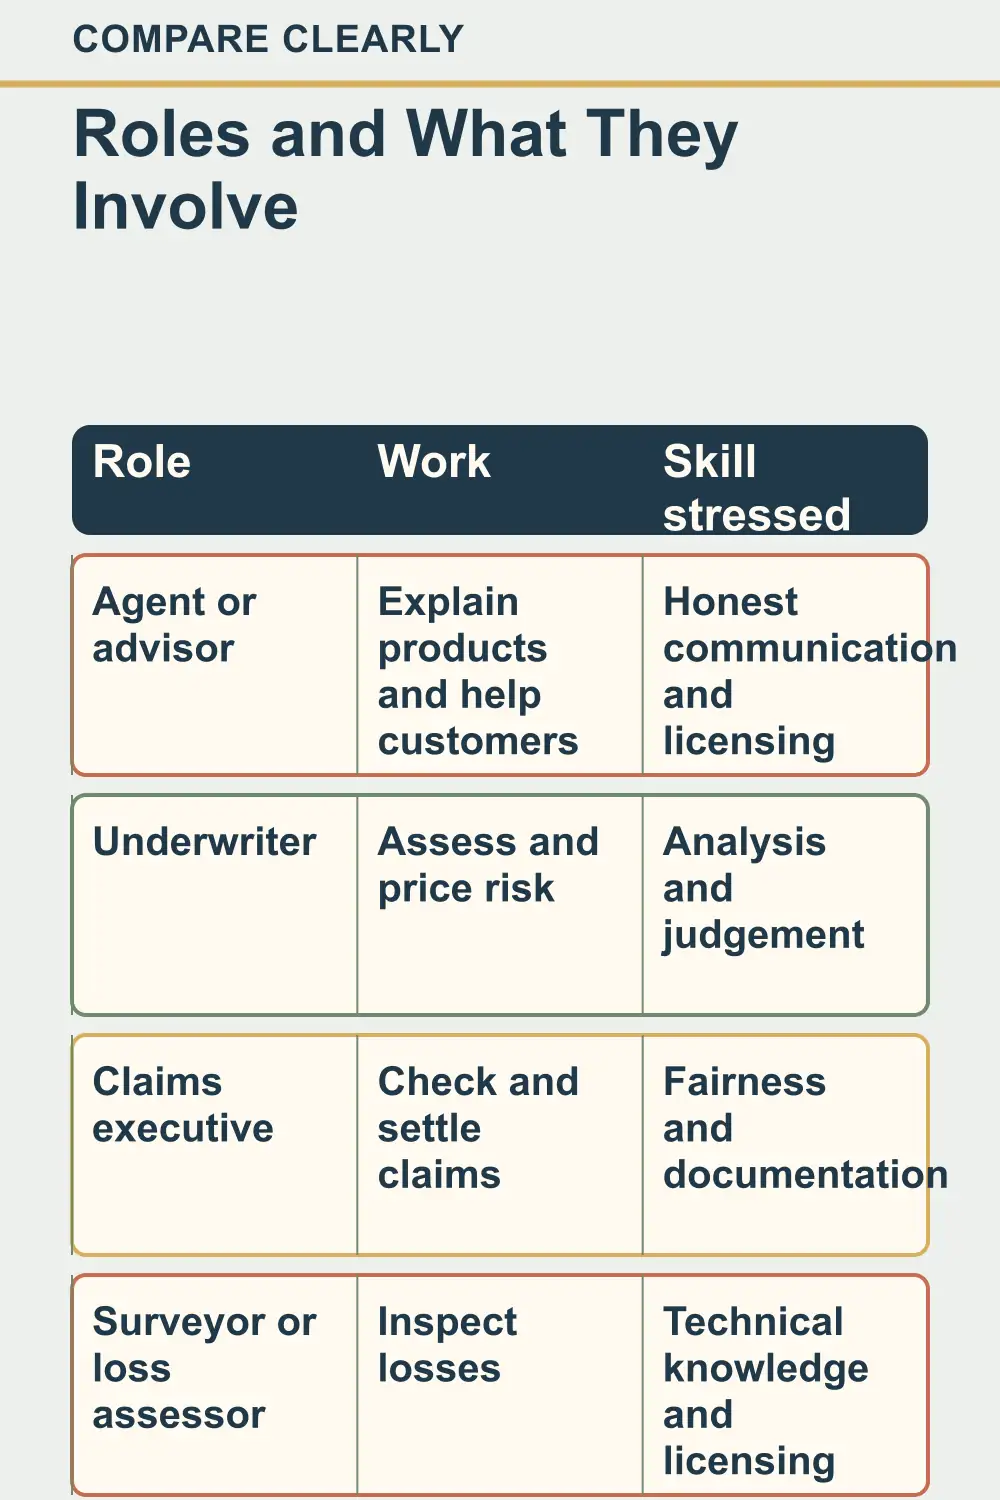 COMPARE CLEARLY
Roles and What They
Involve
Role
Work
Skill
stressed
Agent or
advisor
Explain
products
and help
customers
Honest
communication
and
licensing
Underwriter
Assess and
price risk
Analysis
and
judgement
Claims
executive
Check and
settle
claims
Fairness
and
documentation
Surveyor or
loss
assessor
Inspect
losses
Technical
knowledge
and
licensing